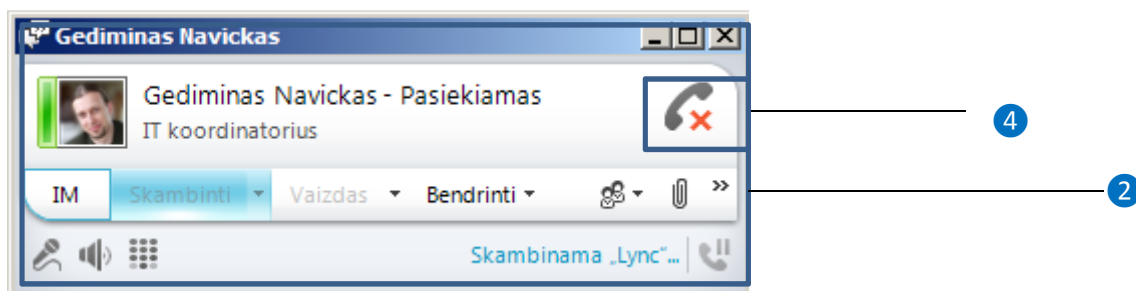 Gediminas Navickas
Gediminas Navickas - Pasiekiamas
IT koordinatorius
4
IM Skambinti Vaizdas Bendrinti »
2
Skambinama „Lync“...